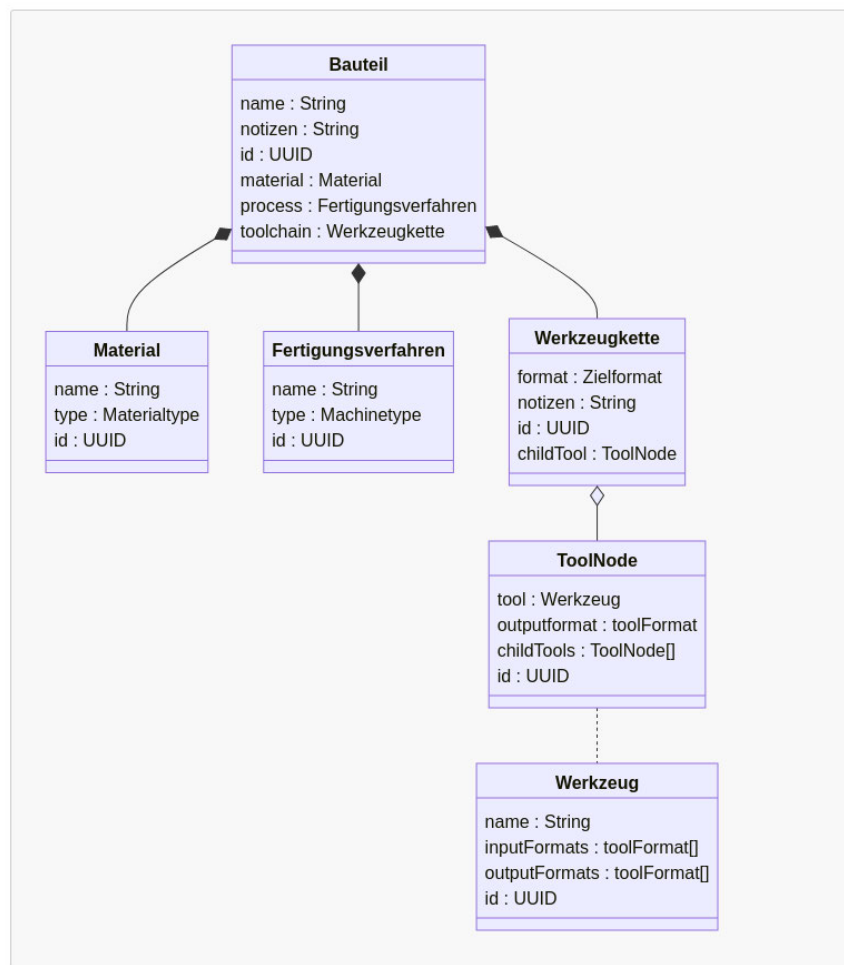 Bauteil
name : String
notizen : String
id : UUID
material : Material
process : Fertigungsverfahren
toolchain : Werkzeugkette
Material
name : String
type : Materialtype
id : UUID
Fertigungsverfahren
name : String
type : Machinetype
id : UUID
Werkzeugkette
format : Zielformat
notizen : String
id : UUID
childTool : ToolNode
ToolNode
tool : Werkzeug
outputformat : toolFormat
childTools : ToolNode[]
id : UUID
Werkzeug
name : String
inputFormats : toolFormat[]
outputFormats : toolFormat[]
id : UUID